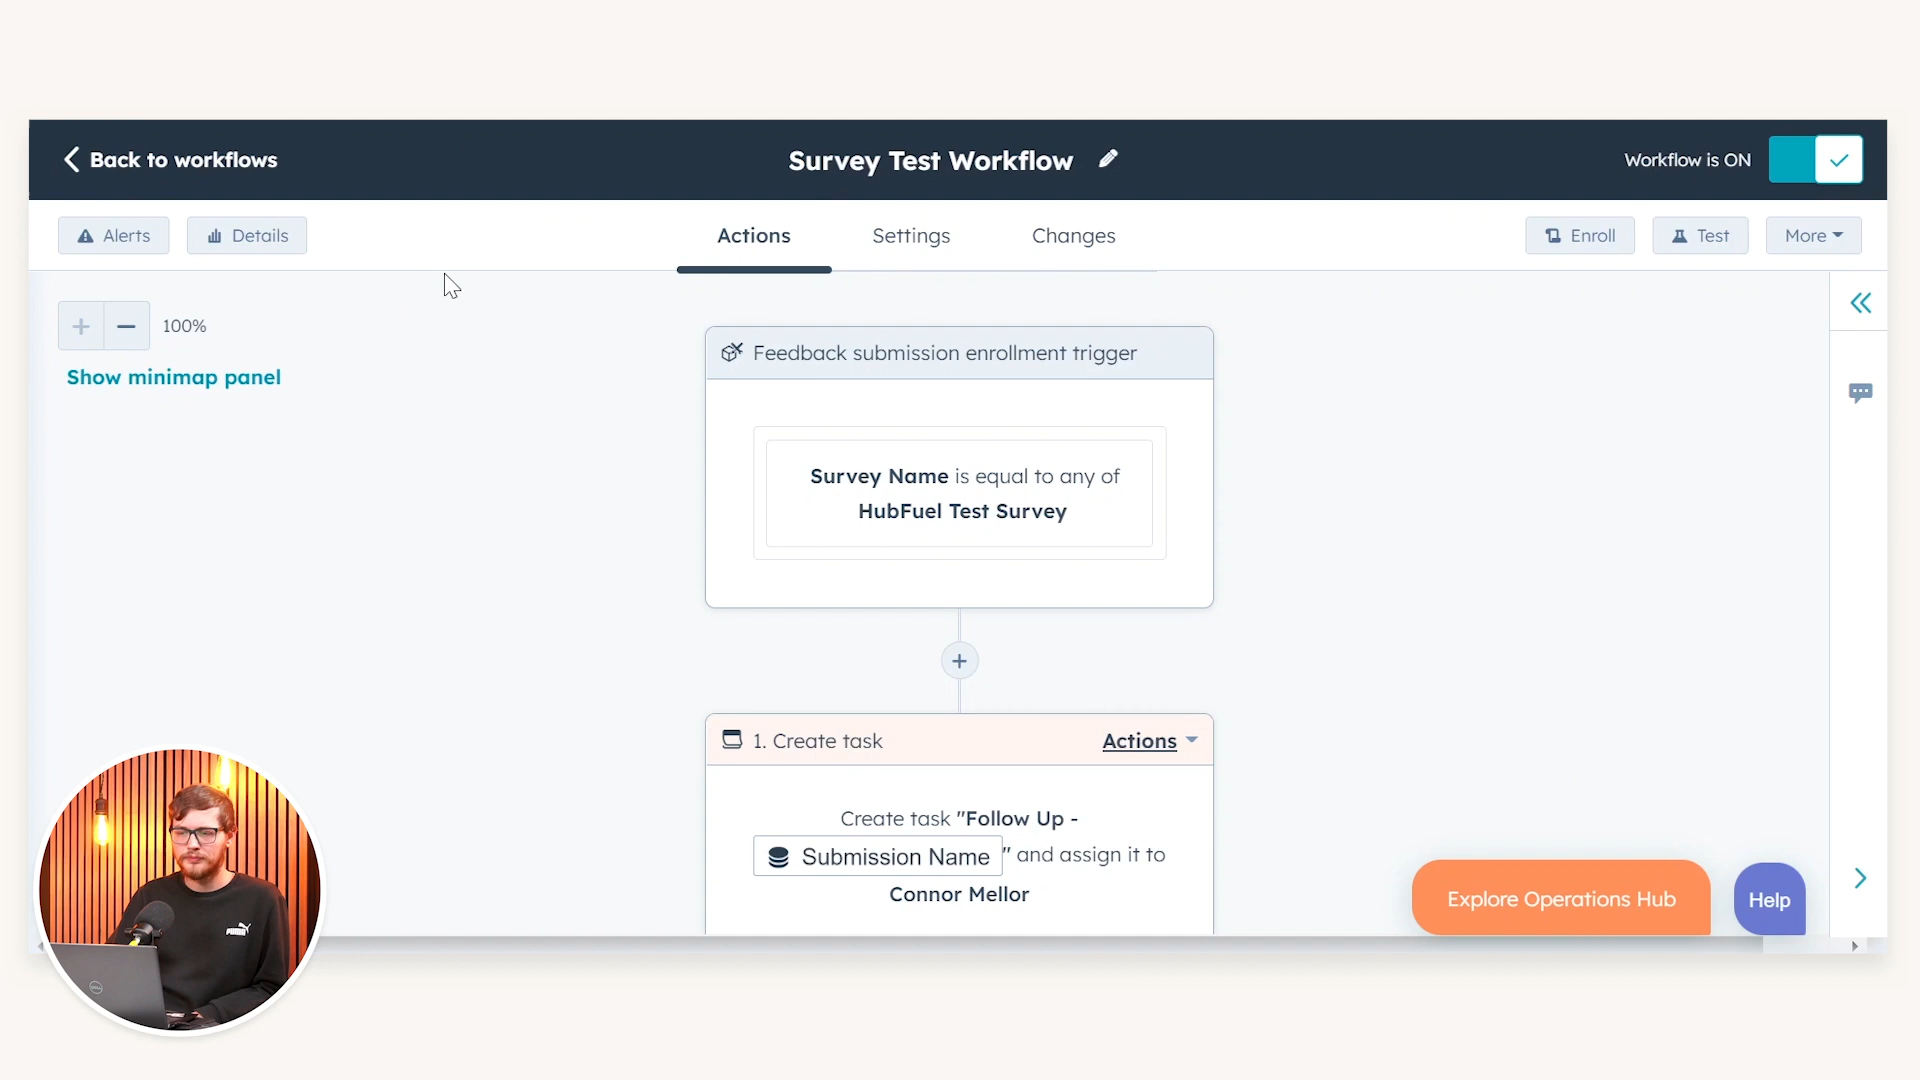 Back to workflows
Survey Test Workflow
Workflow is ON
Alerts
Details
Actions
Settings
Changes
Enroll
Test
More
100%
Show minimap panel
Feedback submission enrollment trigger
Survey Name is equal to any of
HubFuel Test Survey
1. Create task
Actions
Create task "Follow Up -
Submission Name " and assign it to
Connor Mellor
Explore Operations Hub
Help
PUMA
DELL